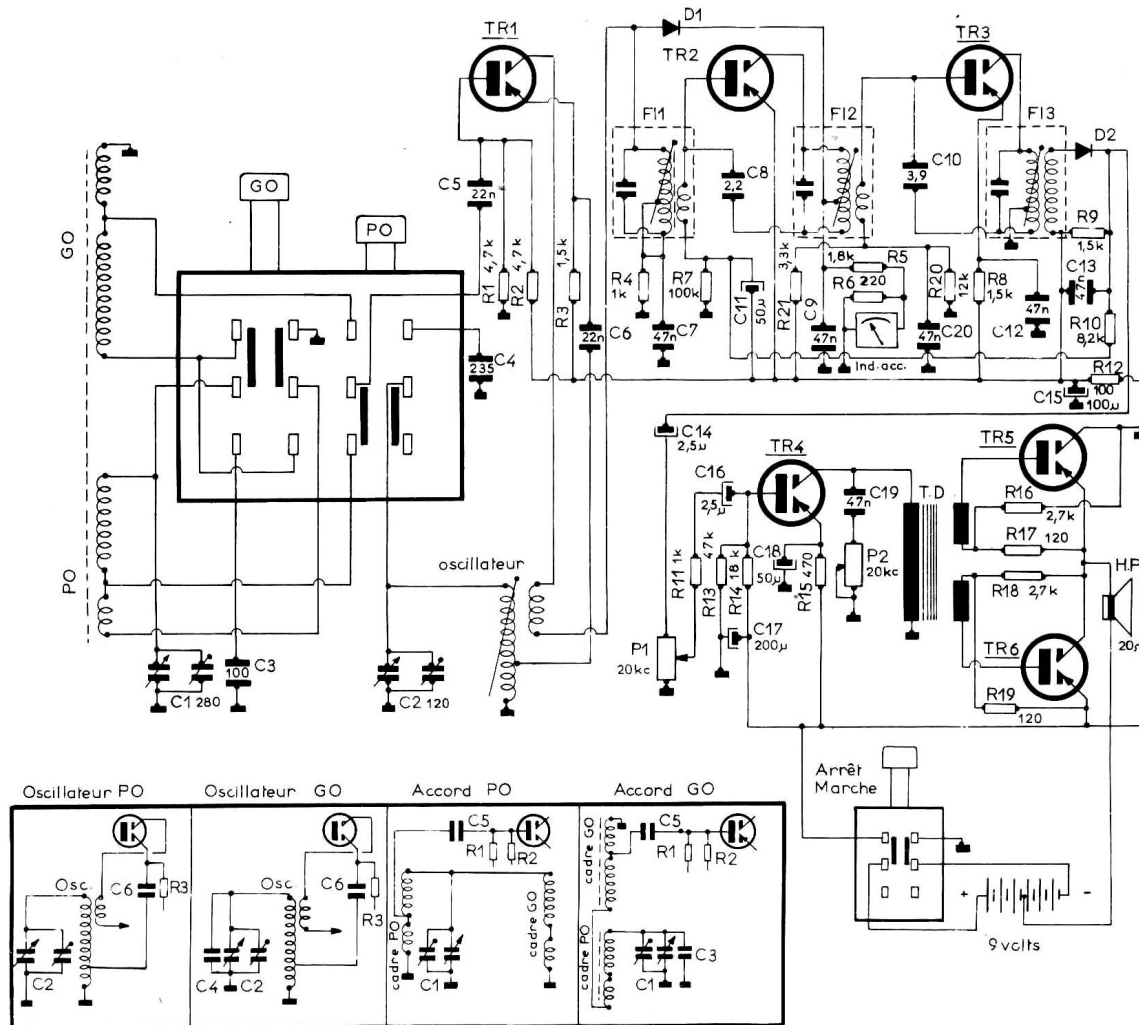 TR1
D1
TR2
TR3
FI1
FI2
FI3
D2
GO
PO
GO
PO
C5
22n
R1 4,7k
R2 4,7k
R3 1,5k
C6
22n
C4
235
C8
2,2
C10
3,9
R4
1k
C7
47n
R7
100k
C11 50µ
R21 3,3k
C9
47n
1,8k
R5
R6
220
Ind.acc.
C20
47n
R20
12k
R8
1,5k
C12
47n
R9
1,5k
C13
47n
R10
8,2k
R12
100
C15
100µ
C14
2,5µ
C16
2,5µ
TR4
C19
47n
T.D
TR5
R16
2,7k
R17
120
R18
2,7k
TR6
R19
120
H.P
20
R11 1k
R13 47k
R14 18k
C18
50µ
R15 470
P2
20kc
C17
200µ
P1
20kc
oscillateur
C1 280
C3
100
C2 120
Arrêt
Marche
+
-
9 volts
Oscillateur PO
Osc.
C6
R3
C2
Oscillateur GO
Osc
C6
R3
C4
C2
Accord PO
C5
R1
R2
cadre PO
C1
cadre GO
Accord GO
cadre GO
C5
R1
R2
cadre PO
C1
C3